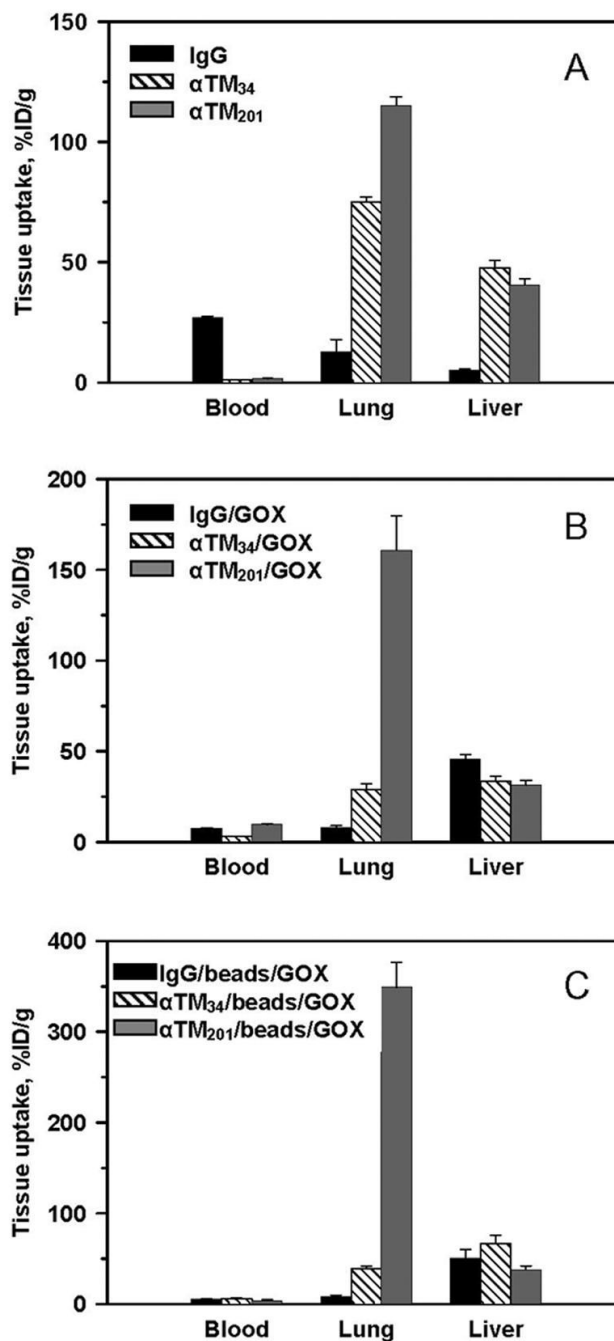 150
100
50
0
Tissue uptake, %ID/g
IgG
αTM₃₄
αTM₂₀₁
A
Blood Lung Liver
200
150
100
50
0
Tissue uptake, %ID/g
IgG/GOX
αTM₃₄/GOX
αTM₂₀₁/GOX
B
Blood Lung Liver
400
300
200
100
0
Tissue uptake, %ID/g
IgG/beads/GOX
αTM₃₄/beads/GOX
αTM₂₀₁/beads/GOX
C
Blood Lung Liver